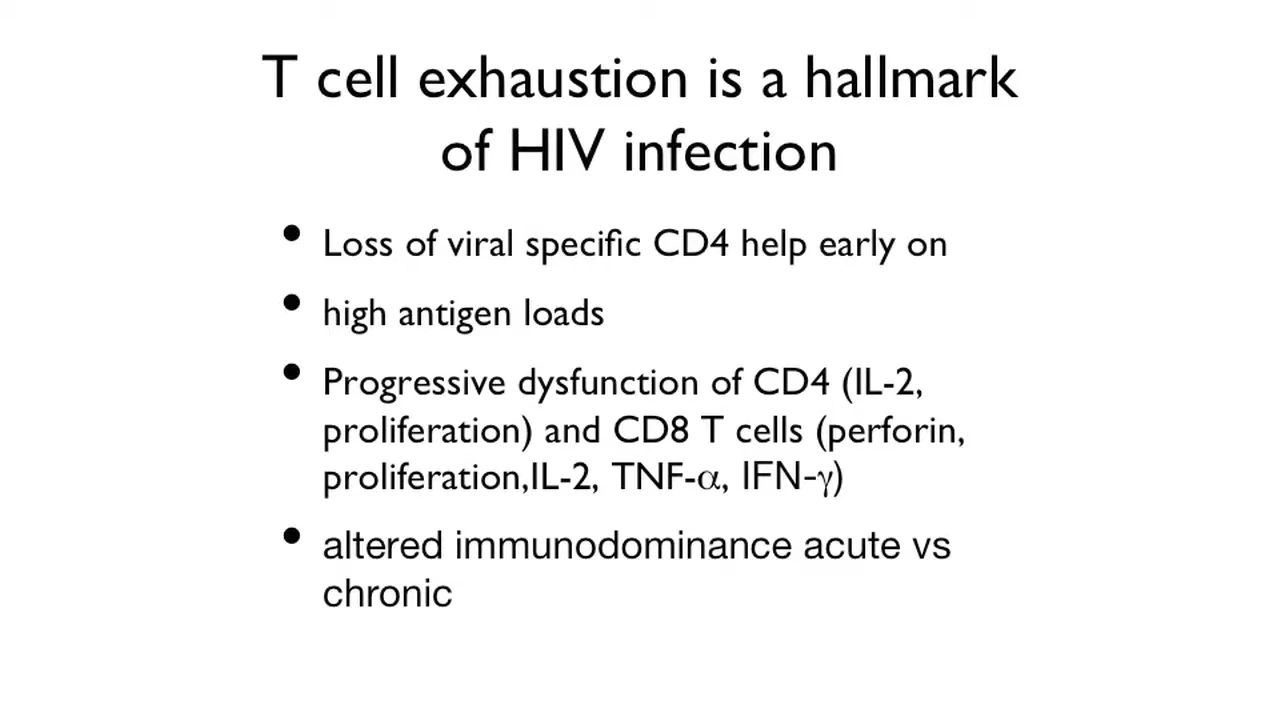 T cell exhaustion is a hallmark
of HIV infection
• Loss of viral specific CD4 help early on
• high antigen loads
• Progressive dysfunction of CD4 (IL-2,
proliferation) and CD8 T cells (perforin,
proliferation,IL-2, TNF-α, IFN-γ)
• altered immunodominance acute vs
chronic